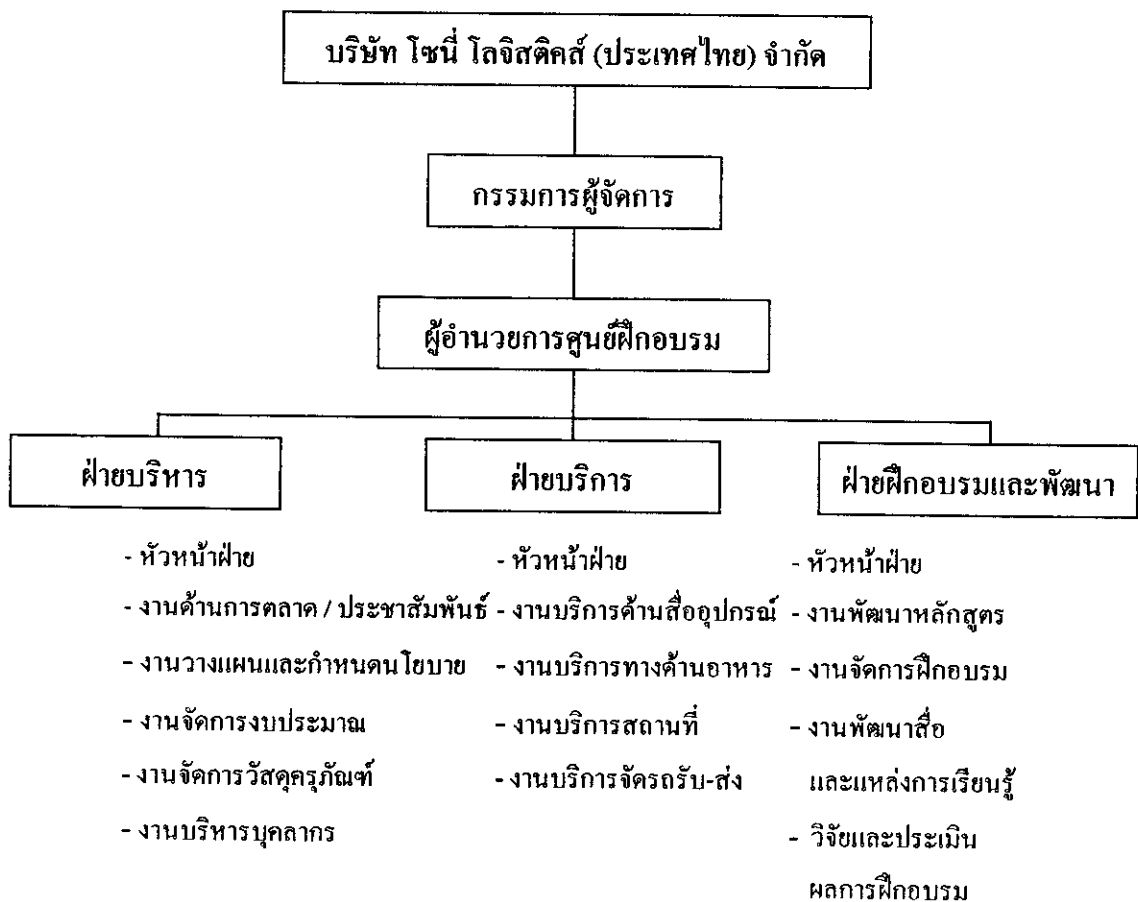 บริษัท โซนี่ โลจิสติคส์ (ประเทศไทย) จำกัด
กรรมการผู้จัดการ
ผู้อำนวยการศูนย์ฝึกอบรม
ฝ่ายบริหาร
- หัวหน้าฝ่าย
- งานด้านการตลาด / ประชาสัมพันธ์
- งานวางแผนและกำหนดนโยบาย
- งานจัดการงบประมาณ
- งานจัดการวัสดุครุภัณฑ์
- งานบริหารบุคลากร
ฝ่ายบริการ
- หัวหน้าฝ่าย
- งานบริการด้านสื่ออุปกรณ์
- งานบริการทางด้านอาหาร
- งานบริการสถานที่
- งานบริการจัดรถรับ-ส่ง
ฝ่ายฝึกอบรมและพัฒนา
- หัวหน้าฝ่าย
- งานพัฒนาหลักสูตร
- งานจัดการฝึกอบรม
- งานพัฒนาสื่อ
และแหล่งการเรียนรู้
- วิจัยและประเมิน
ผลการฝึกอบรม